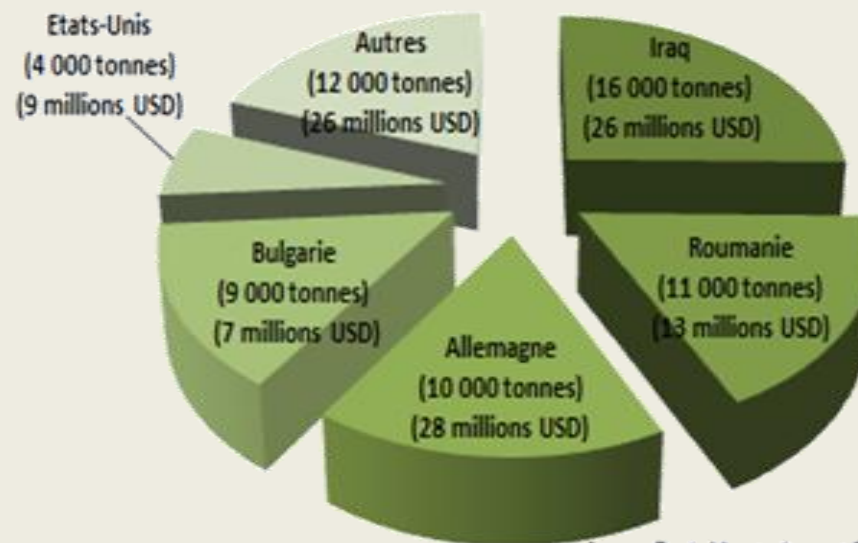 Etats-Unis
(4 000 tonnes)
(9 millions USD)
Autres
(12 000 tonnes)
(26 millions USD)
Iraq
(16 000 tonnes)
(26 millions USD)
Roumanie
(11 000 tonnes)
(13 millions USD)
Allemagne
(10 000 tonnes)
(28 millions USD)
Bulgarie
(9 000 tonnes)
(7 millions USD)